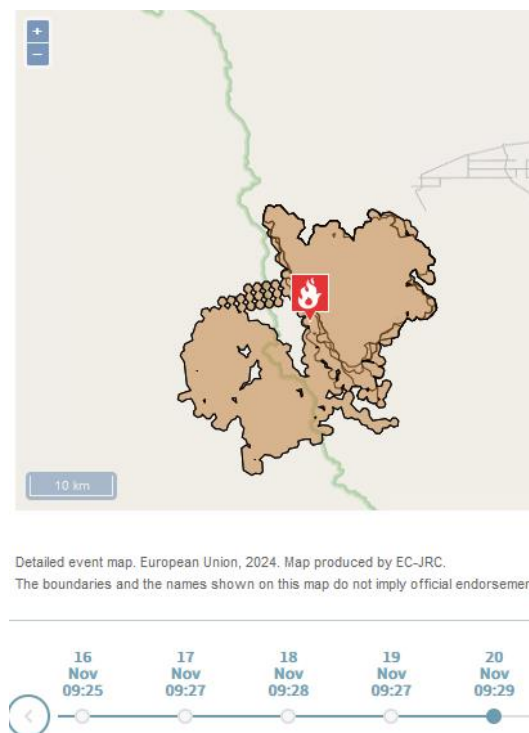 +
−
10 km
Detailed event map. European Union, 2024. Map produced by EC-JRC.
The boundaries and the names shown on this map do not imply official endorsemen
16 Nov 09:25
17 Nov 09:27
18 Nov 09:28
19 Nov 09:27
20 Nov 09:29